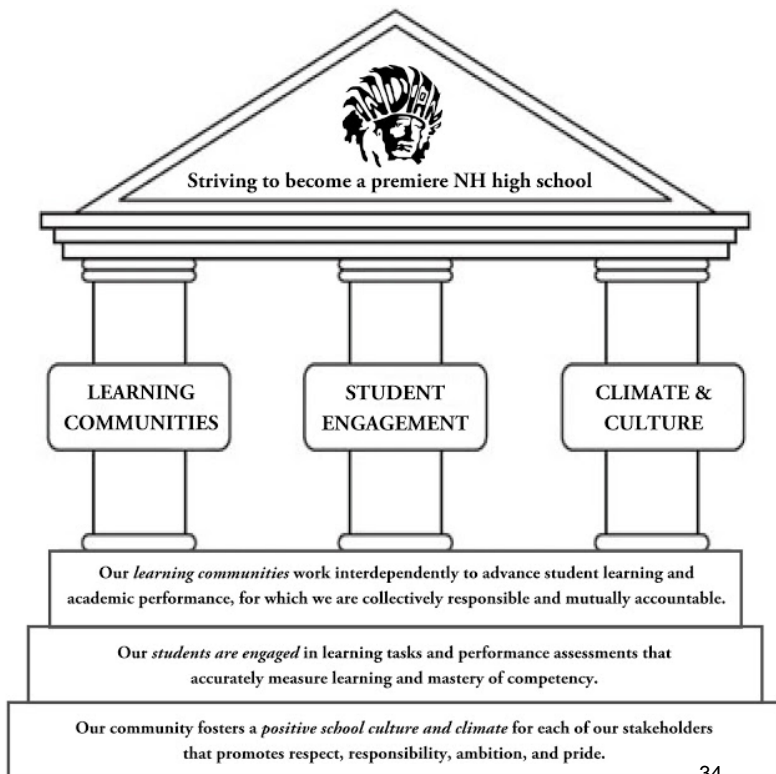 INDIAN
Striving to become a premiere NH high school
LEARNING
COMMUNITIES
STUDENT
ENGAGEMENT
CLIMATE &
CULTURE
Our learning communities work interdependently to advance student learning and
academic performance, for which we are collectively responsible and mutually accountable.
Our students are engaged in learning tasks and performance assessments that
accurately measure learning and mastery of competency.
Our community fosters a positive school culture and climate for each of our stakeholders
that promotes respect, responsibility, ambition, and pride.
34